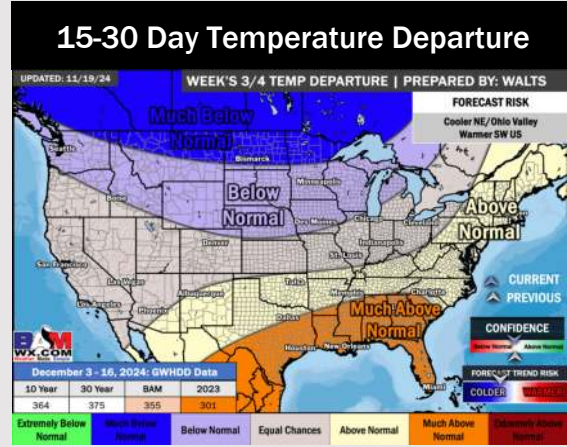 15-30 Day Temperature Departure
UPDATED: 11/19/24
WEEK'S 3/4 TEMP DEPARTURE | PREPARED BY: WALTS
FORECAST RISK
Cooler NE/Ohio Valley
Warmer SW US
Much Below
Normal
Seattle
Bismarck
Minneapolis
Boise
Below
Normal
Above
Normal
Des Moines
Chicago
Cleveland
Denver
Indianapolis
San Francisco
St. Louis
Las Vegas
CURRENT
Los Angeles
Albuquerque
Tulsa
Memphis
Charlotte
PREVIOUS
Phoenix
Dallas
Much Above
Normal
CONFIDENCE
Below Normal
Above Normal
BAM
WX.COM
Houston
New Orleans
December 3 - 16, 2024: GWHDD Data
Miami
FORECAST TREND RISK
COLDER
WARMER
10 Year
30 Year
BAM
2023
364
375
355
301
Extremely Below
Normal
Much Below
Normal
Below Normal
Equal Chances
Above Normal
Much Above
Normal
Extremely Above
Normal